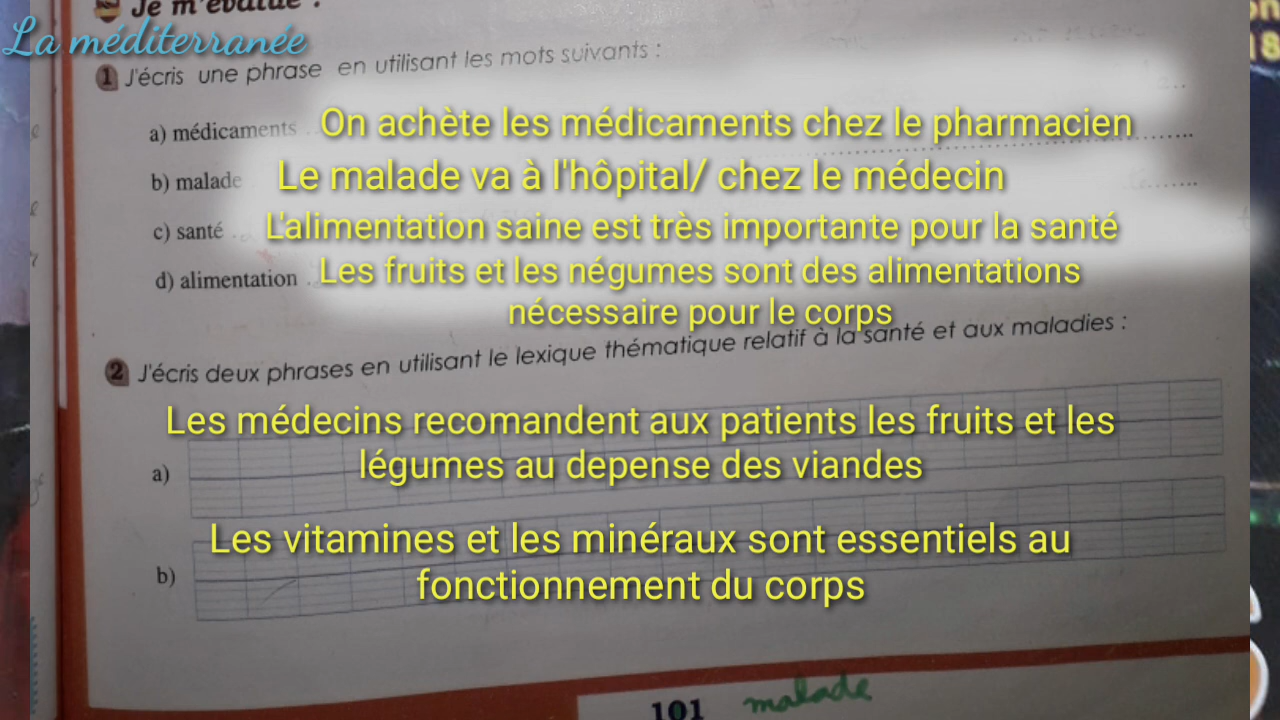 Je m'évalue :
La méditerranée
1 J'écris une phrase en utilisant les mots suivants :
a) médicaments On achète les médicaments chez le pharmacien
b) malade Le malade va à l'hôpital/ chez le médecin
c) santé L'alimentation saine est très importante pour la santé
d) alimentation Les fruits et les négumes sont des alimentations
nécessaire pour le corps
2 J'écris deux phrases en utilisant le lexique thématique relatif à la santé et aux maladies :
Les médecins recomandent aux patients les fruits et les
a) légumes au depense des viandes
Les vitamines et les minéraux sont essentiels au
b) fonctionnement du corps
101 malade